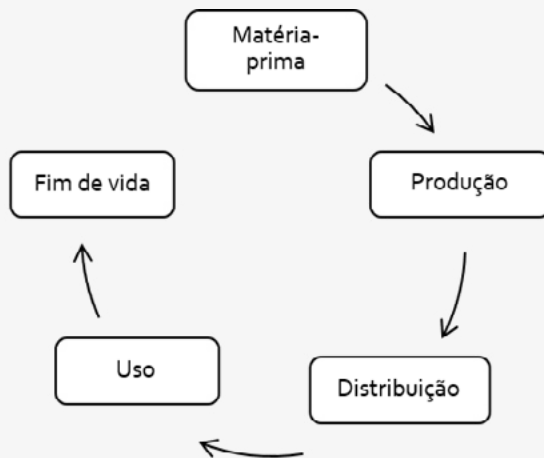 Matéria-
prima
Produção
Distribuição
Uso
Fim de vida